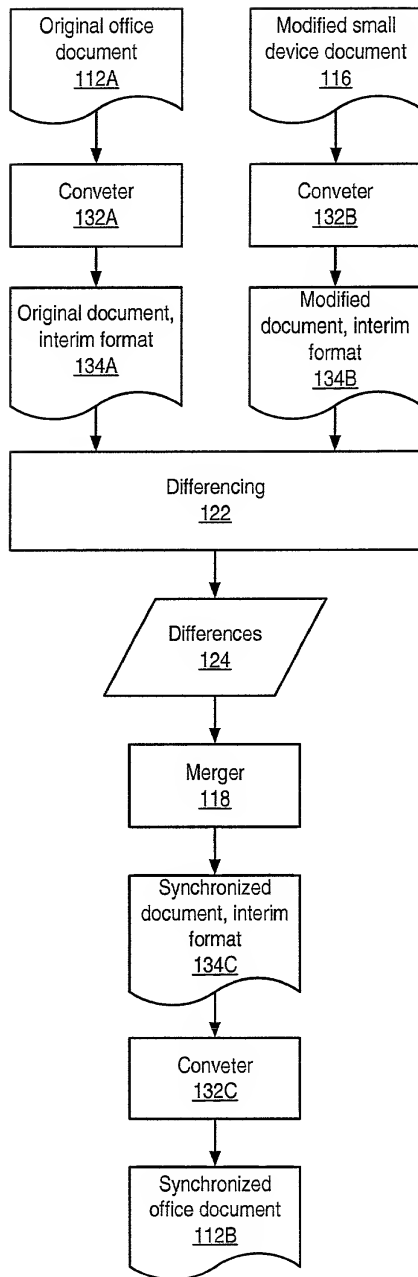 Original office
document
112A
Modified small
device document
116
Conveter
132A
Conveter
132B
Original document,
interim format
134A
Modified
document, interim
format
134B
Differencing
122
Differences
124
Merger
118
Synchronized
document, interim
format
134C
Conveter
132C
Synchronized
office document
112B